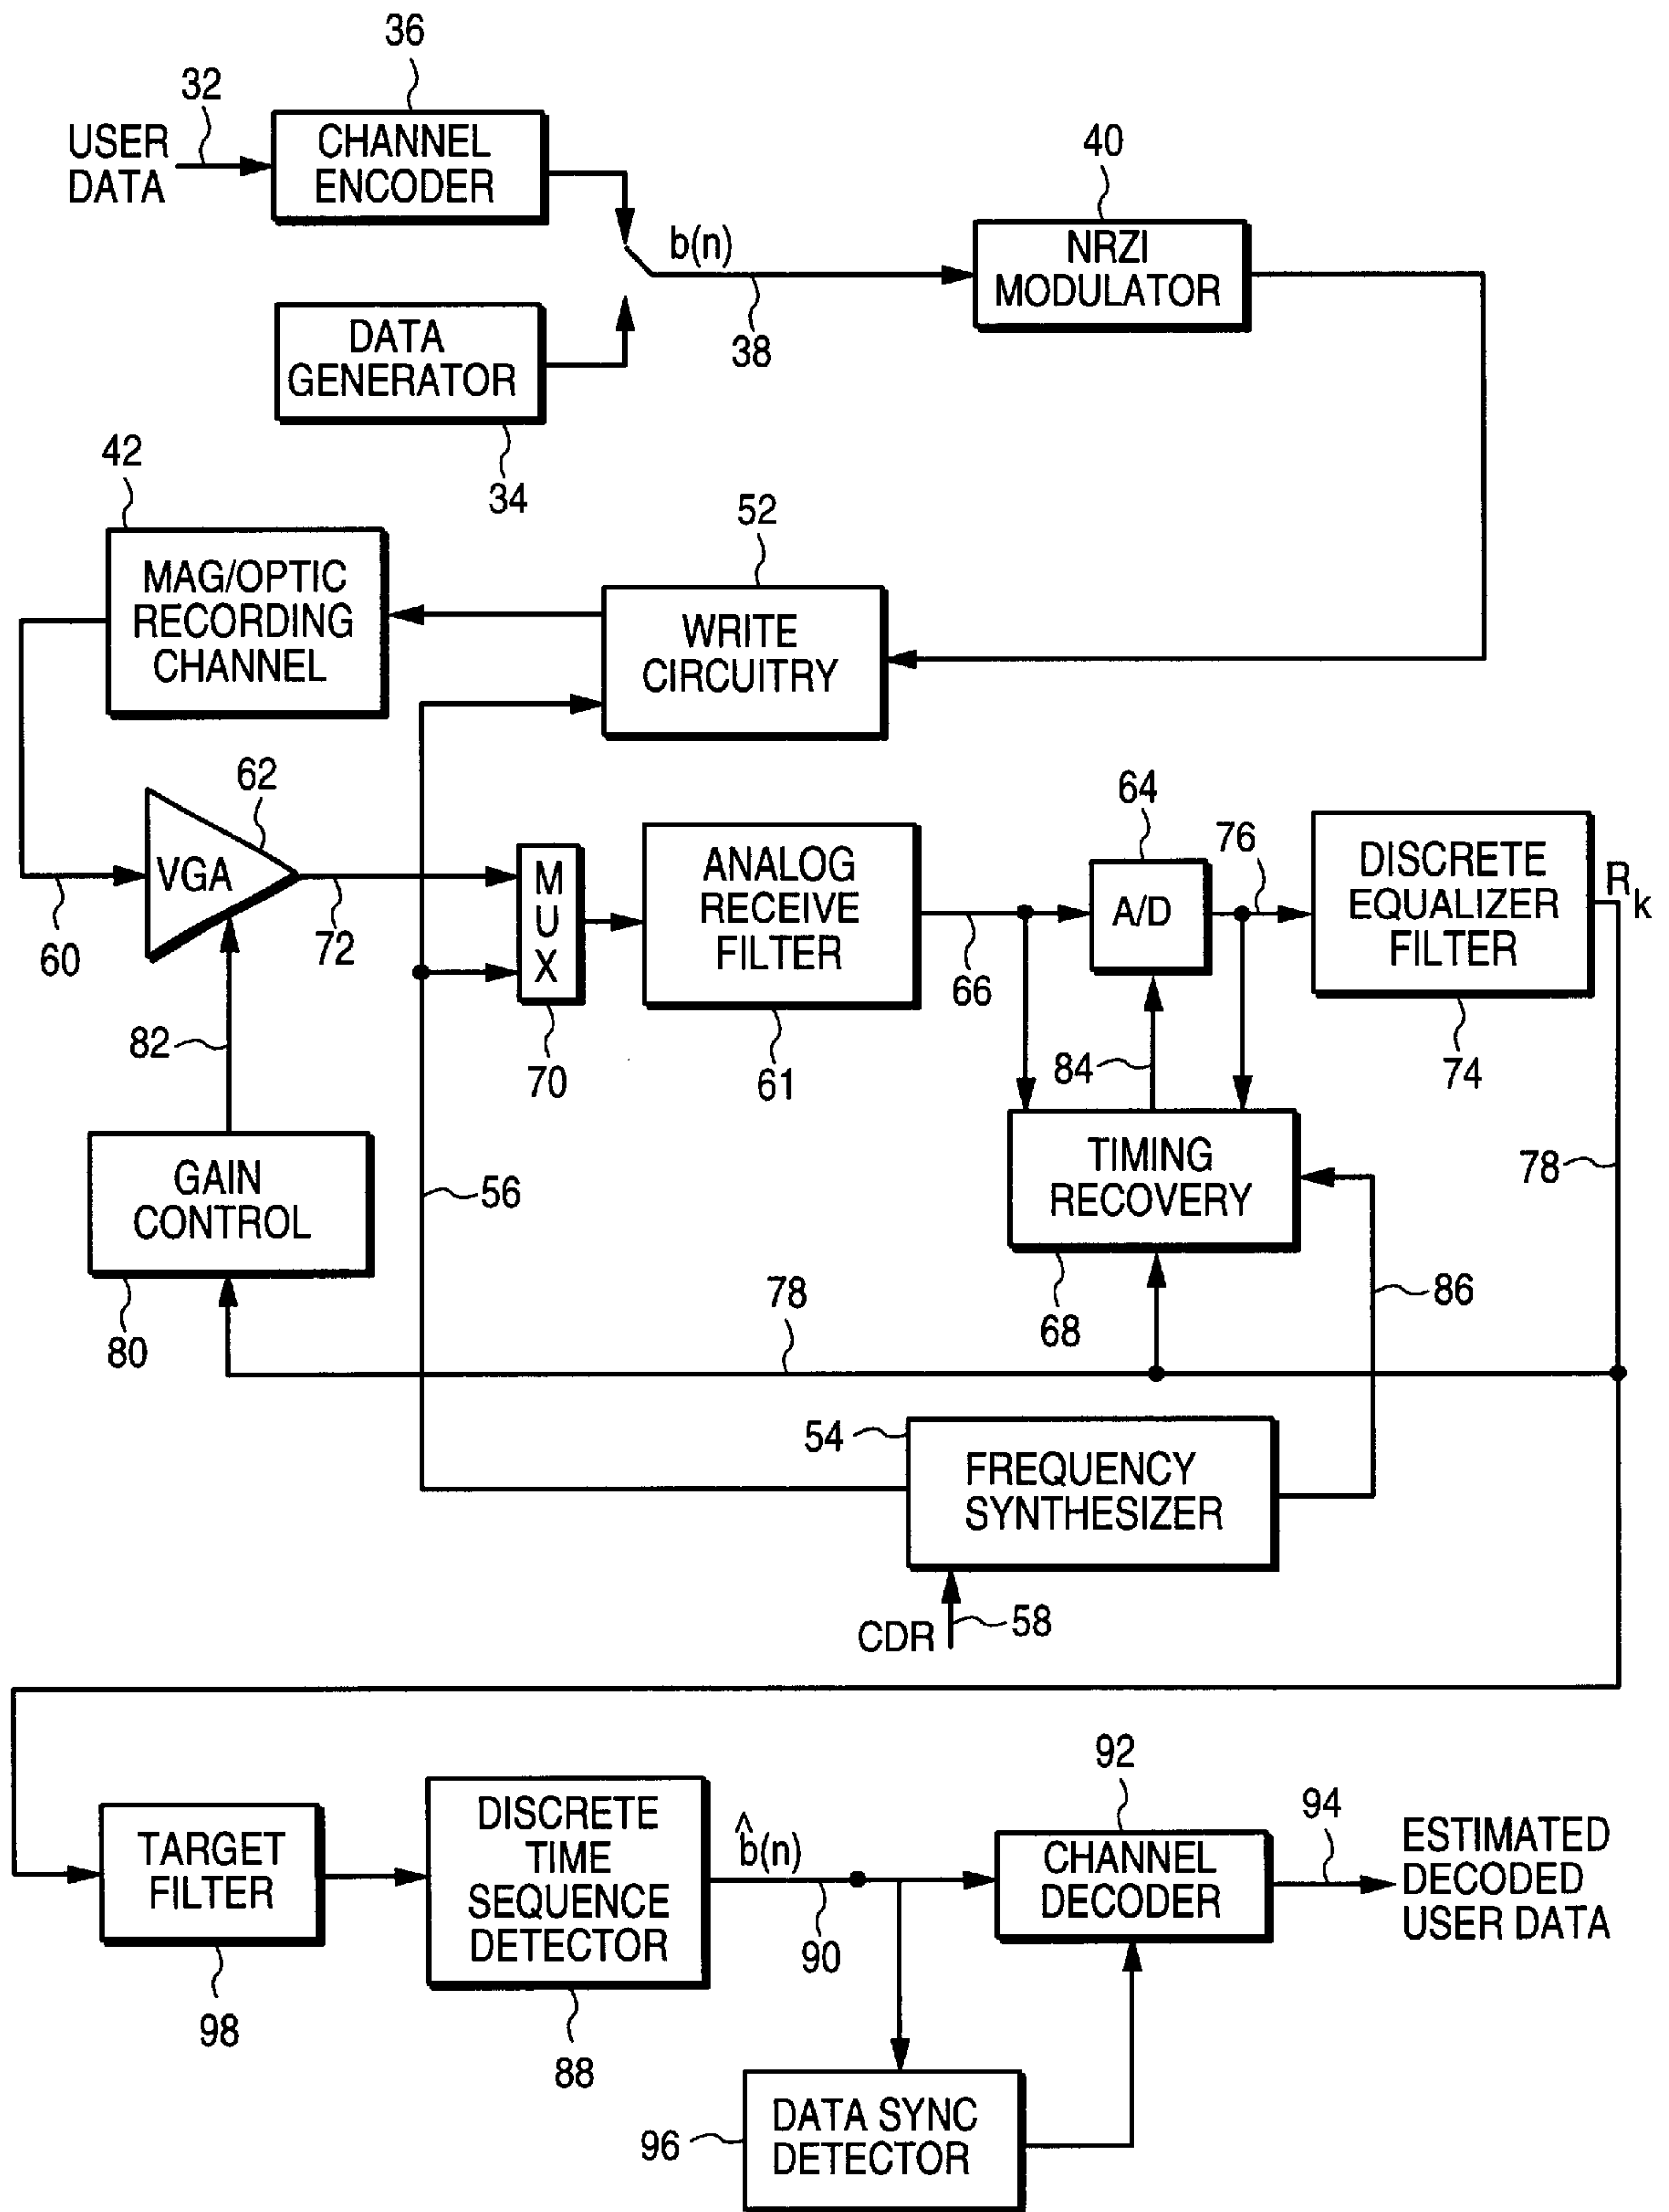 36
32
USER
DATA
CHANNEL
ENCODER
40
b(n)
NRZI
MODULATOR
38
DATA
GENERATOR
34
42
52
MAG/OPTIC
RECORDING
CHANNEL
WRITE
CIRCUITRY
62
64
76
VGA
M
U
X
ANALOG
RECEIVE
FILTER
A/D
DISCRETE
EQUALIZER
FILTER
Rk
60
72
66
82
70
61
84
74
GAIN
CONTROL
56
TIMING
RECOVERY
78
80
78
68
86
54
FREQUENCY
SYNTHESIZER
CDR
58
92
94
TARGET
FILTER
DISCRETE
TIME
SEQUENCE
DETECTOR
b̂(n)
CHANNEL
DECODER
ESTIMATED
DECODED
USER DATA
90
98
88
DATA SYNC
DETECTOR
96